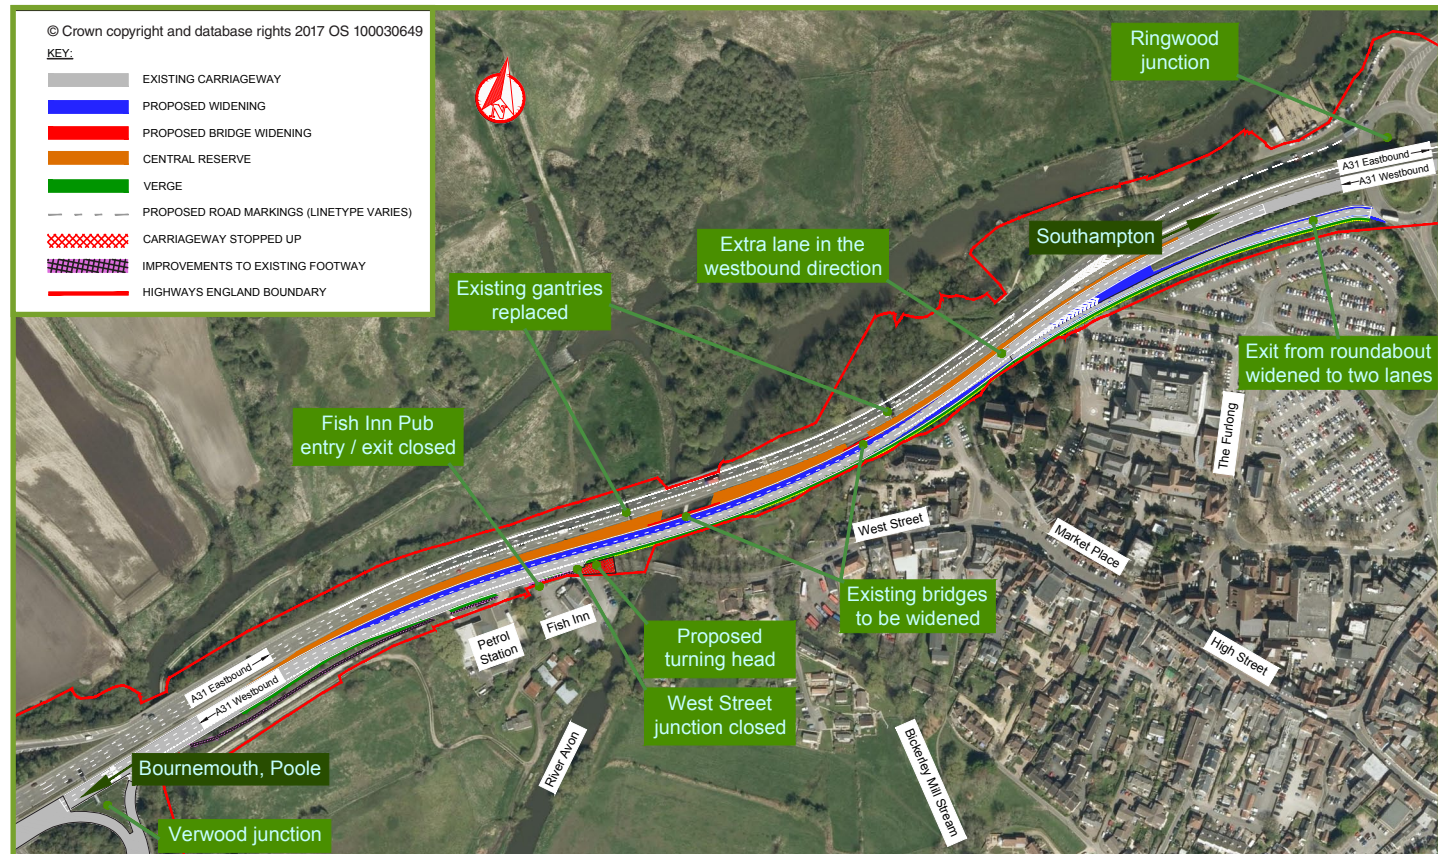 © Crown copyright and database rights 2017 OS 100030649
KEY:
EXISTING CARRIAGEWAY
PROPOSED WIDENING
PROPOSED BRIDGE WIDENING
CENTRAL RESERVE
VERGE
PROPOSED ROAD MARKINGS (LINETYPE VARIES)
CARRIAGEWAY STOPPED UP
IMPROVEMENTS TO EXISTING FOOTWAY
HIGHWAYS ENGLAND BOUNDARY
N
Ringwood
junction
A31 Eastbound
A31 Westbound
Southampton
Extra lane in the
westbound direction
Existing gantries
replaced
Exit from roundabout
widened to two lanes
Fish Inn Pub
entry / exit closed
The Furlong
West Street
Market Place
Existing bridges
to be widened
High Street
Fish Inn
Petrol
Station
Proposed
turning head
West Street
junction closed
A31 Eastbound
A31 Westbound
River Avon
Bickerley Mill Stream
Bournemouth, Poole
Verwood junction